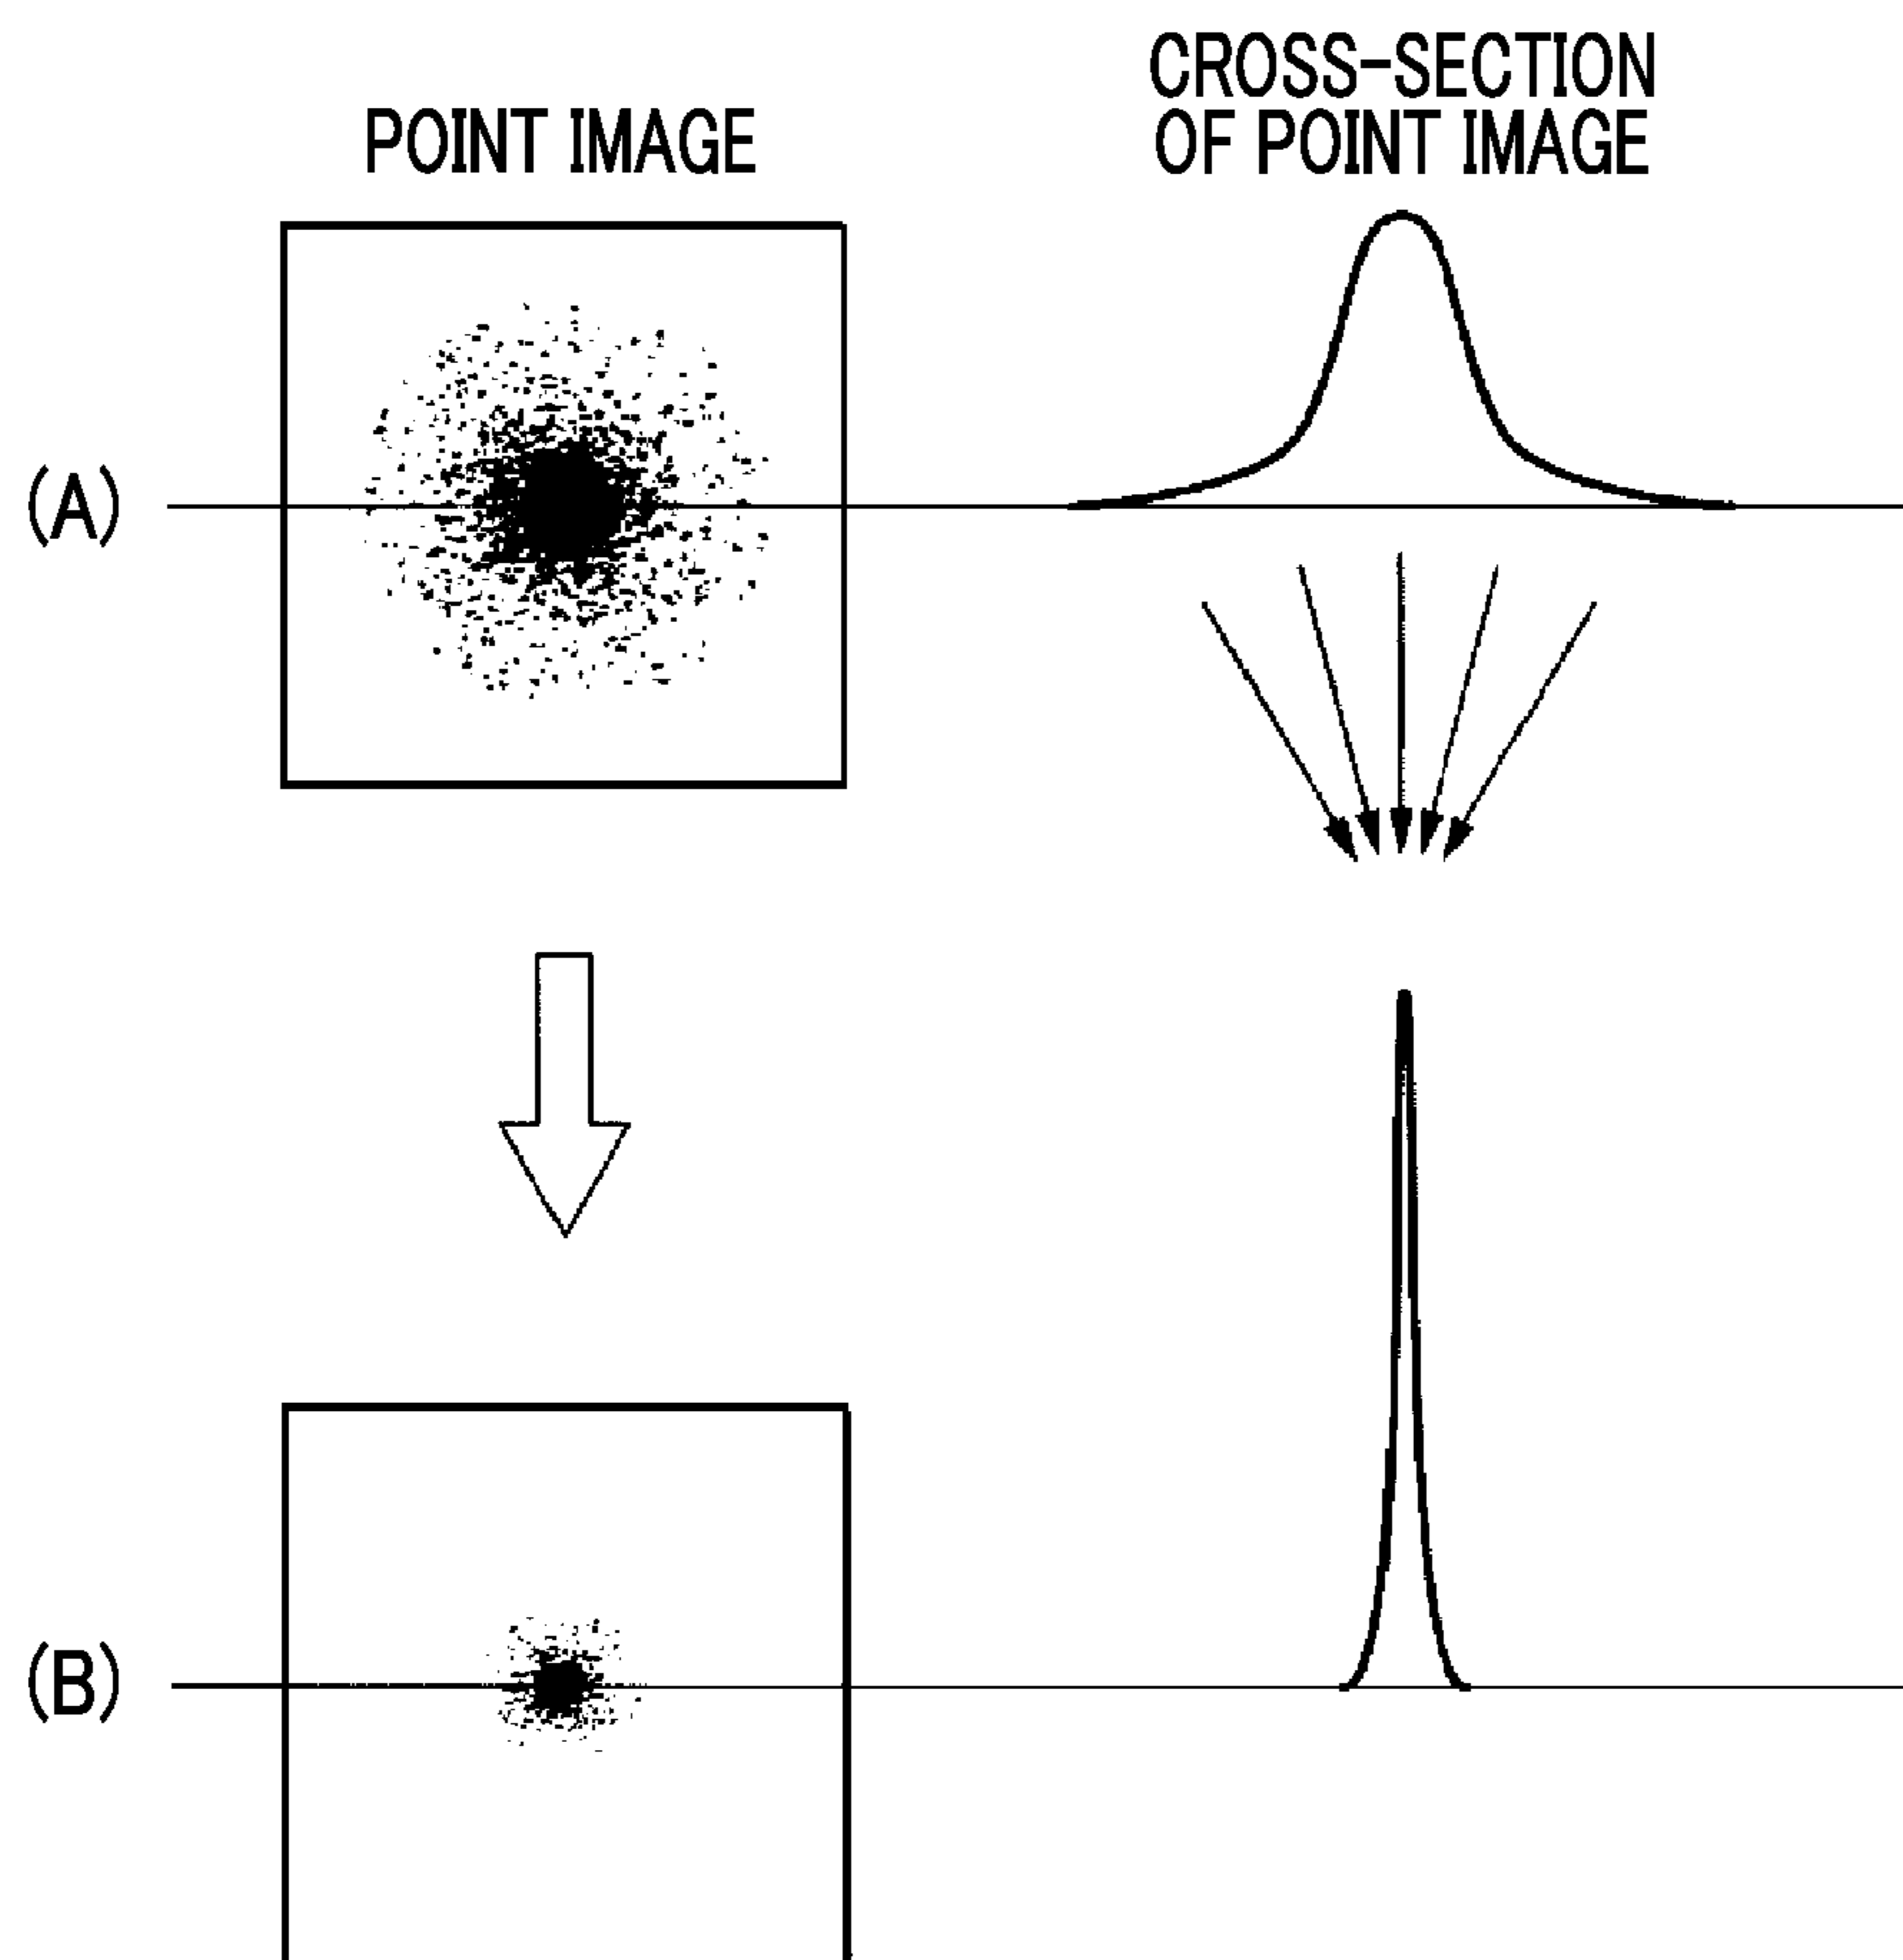 POINT IMAGE
CROSS-SECTION
OF POINT IMAGE
(A)
(B)